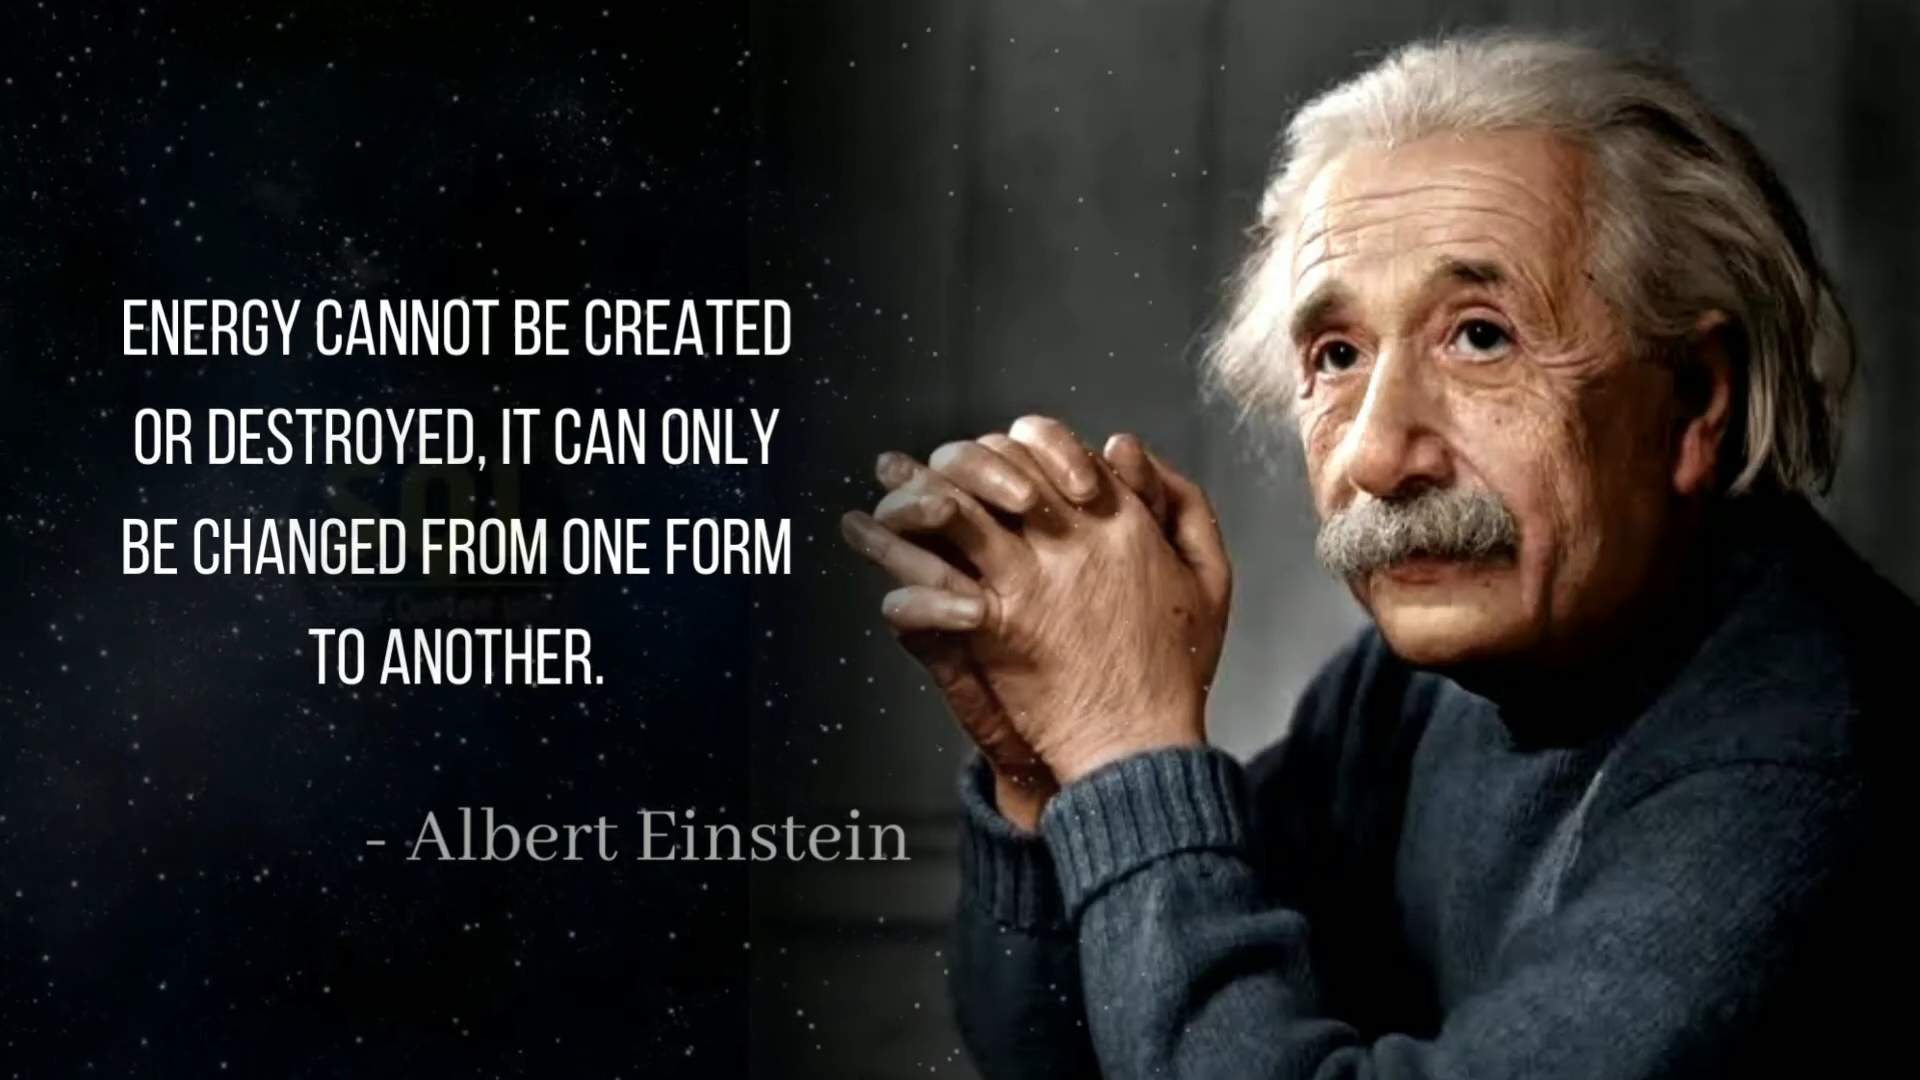 ENERGY CANNOT BE CREATED
OR DESTROYED, IT CAN ONLY
BE CHANGED FROM ONE FORM
TO ANOTHER.
- Albert Einstein